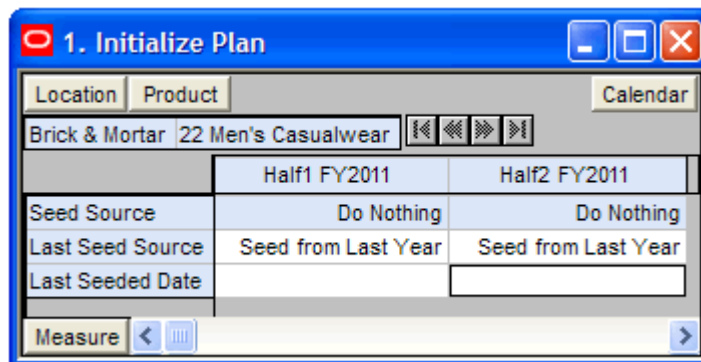 1. Initialize Plan
Location Product Calendar
Brick & Mortar 22 Men's Casualwear
Half1 FY2011 Half2 FY2011
Seed Source Do Nothing Do Nothing
Last Seed Source Seed from Last Year Seed from Last Year
Last Seeded Date
Measure